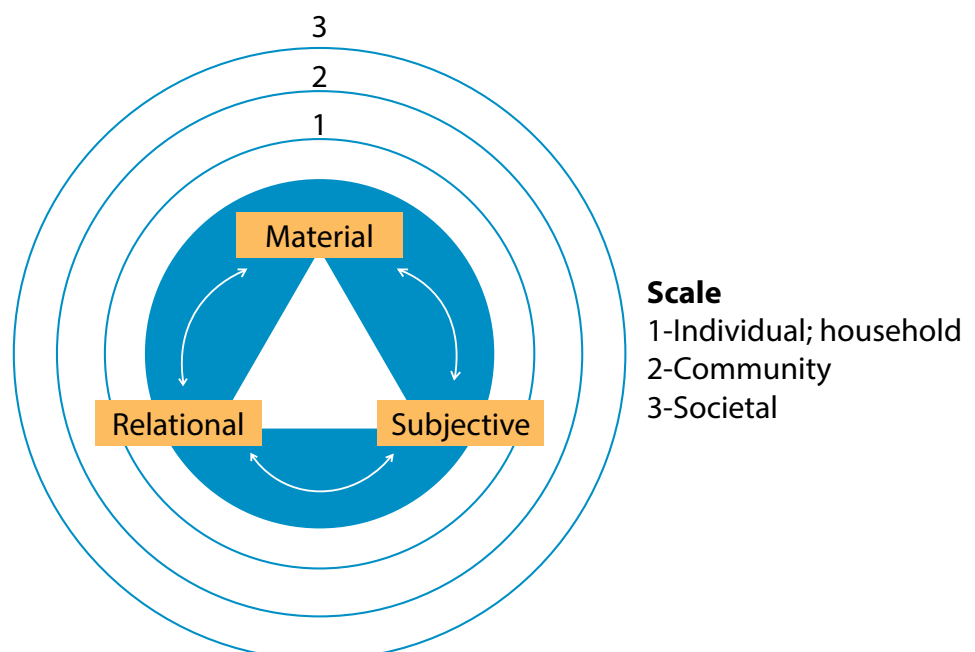 3
2
1
Material
Relational
Subjective
Scale
1-Individual; household
2-Community
3-Societal